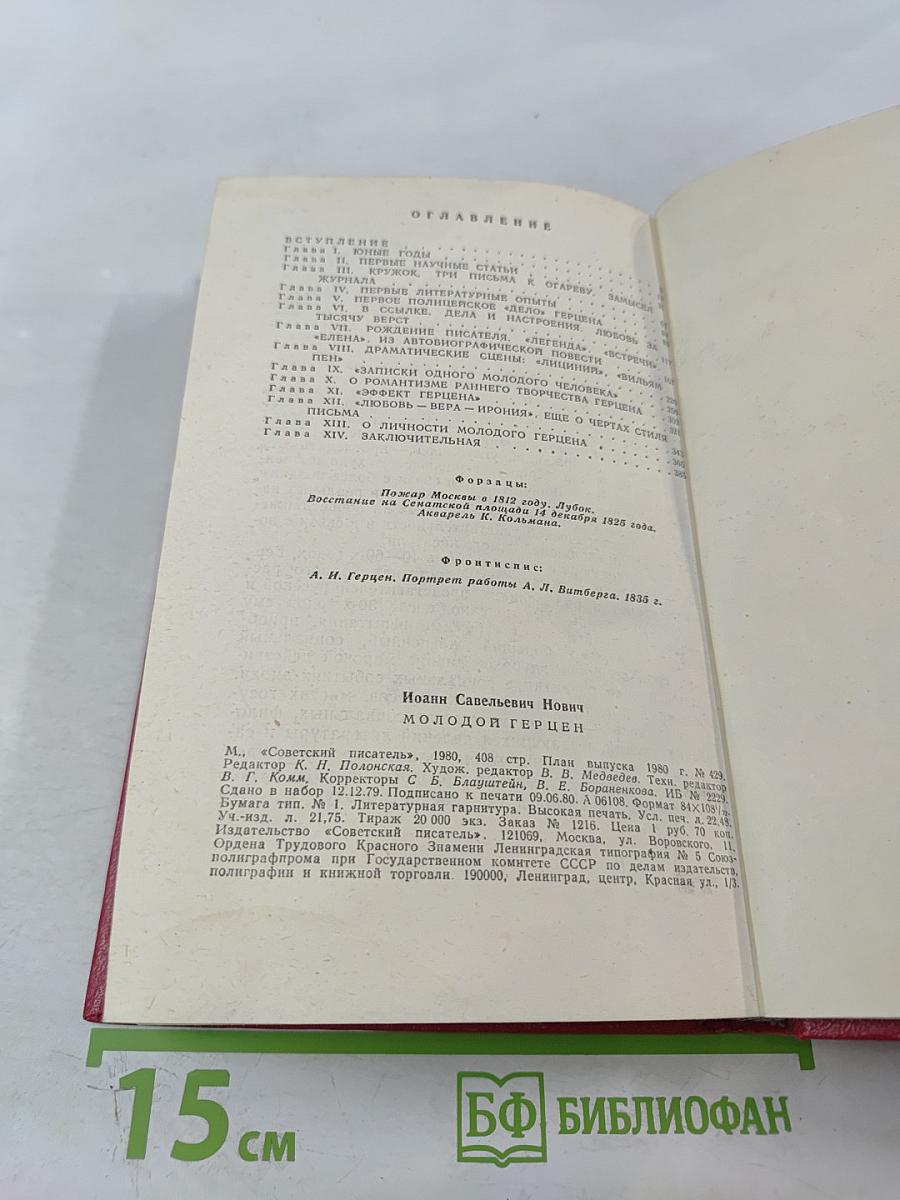 ОГЛАВЛЕНИЕ
ВСТУПЛЕНИЕ
Глава I. ЮНЫЕ ГОДЫ
Глава II. ПЕРВЫЕ НАУЧНЫЕ СТАТЬИ
Глава III. КРУЖОК. ТРИ ПИСЬМА К ОГАРЕВУ. ЗАМЫСЕЛ
ЖУРНАЛА
Глава IV. ПЕРВЫЕ ЛИТЕРАТУРНЫЕ ОПЫТЫ
Глава V. ПЕРВОЕ ПОЛИЦЕЙСКОЕ «ДЕЛО» ГЕРЦЕНА
Глава VI. В ССЫЛКЕ. ДЕЛА И НАСТРОЕНИЯ. ЛЮБОВЬ ЗА
ТЫСЯЧУ ВЕРСТ
Глава VII. РОЖДЕНИЕ ПИСАТЕЛЯ. «ЛЕГЕНДА». «ВСТРЕЧИ».
«ЕЛЕНА». ИЗ АВТОБИОГРАФИЧЕСКОЙ ПОВЕСТИ
Глава VIII. ДРАМАТИЧЕСКИЕ СЦЕНЫ: «ЛИЦИНИЙ», «ВИЛЬЯМ
ПЕН»
Глава IX. «ЗАПИСКИ ОДНОГО МОЛОДОГО ЧЕЛОВЕКА»
Глава X. О РОМАНТИЗМЕ РАННЕГО ТВОРЧЕСТВА ГЕРЦЕНА
Глава XI. «ЭФФЕКТ ГЕРЦЕНА»
Глава XII. «ЛЮБОВЬ — ВЕРА — ИРОНИЯ». ЕЩЕ О ЧЕРТАХ СТИЛЯ
ПИСЬМА
Глава XIII. О ЛИЧНОСТИ МОЛОДОГО ГЕРЦЕНА
Глава XIV. ЗАКЛЮЧИТЕЛЬНАЯ
Форзацы:
Пожар Москвы в 1812 году. Лубок.
Восстание на Сенатской площади 14 декабря 1825 года.
Акварель К. Кольмана.
Фронтиспис:
А. И. Герцен. Портрет работы А. Л. Витберга. 1835 г.
Иоанн Савельевич Нович
МОЛОДОЙ ГЕРЦЕН
М., «Советский писатель», 1980, 408 стр. План выпуска 1980 г. № 429.
Редактор К. Н. Полонская. Худож. редактор В. В. Медведев. Техн. редактор
В. Г. Комм. Корректоры С. Б. Блауштейн, В. Е. Бораненкова. ИБ № 2229.
Сдано в набор 12.12.79. Подписано к печати 09.06.80. А 06108. Формат 84×108¹/₃₂.
Бумага тип. № 1. Литературная гарнитура. Высокая печать. Усл. печ. л. 22,48.
Уч.-изд. л. 21,75. Тираж 20 000 экз. Заказ № 1216. Цена 1 руб. 70 коп.
Издательство «Советский писатель». 121069, Москва, ул. Воровского, 11.
Ордена Трудового Красного Знамени Ленинградская типография № 5 Союз-
полиграфпрома при Государственном комитете СССР по делам издательств,
полиграфии и книжной торговли. 190000, Ленинград, центр, Красная ул., 1/3.
15 см
БФ БИБЛИОФАН